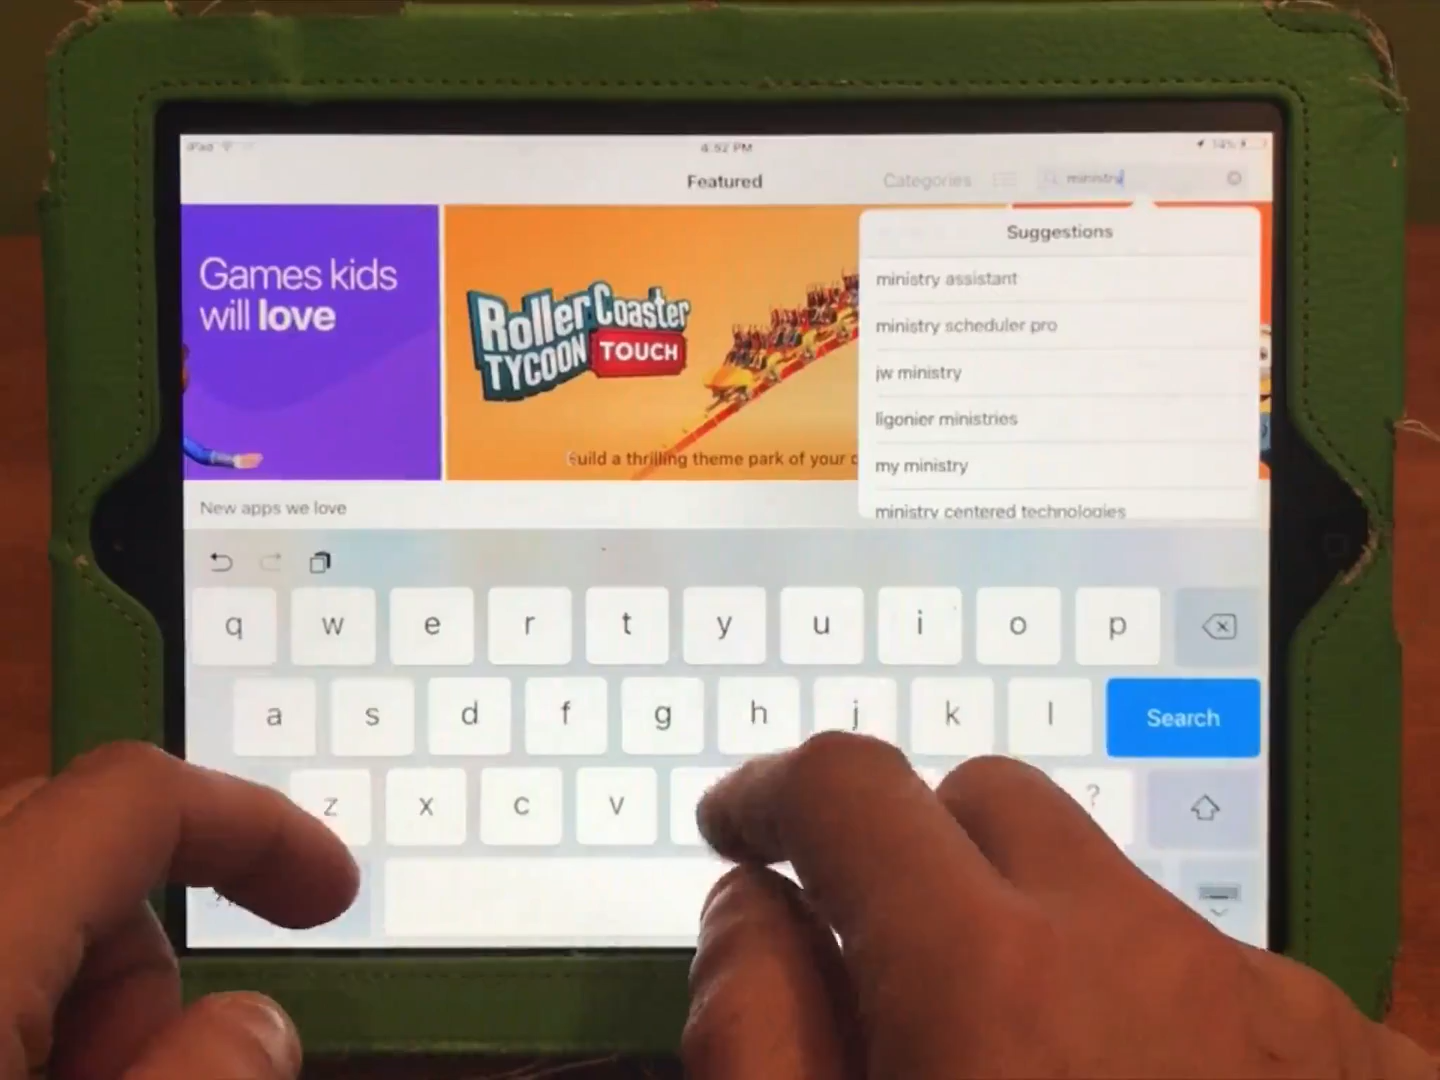 iPad
4:52 PM
14%
Featured
Categories
ministry
Games kids
will love
RollerCoaster
TYCOON TOUCH
uild a thrilling theme park of your
Suggestions
ministry assistant
ministry scheduler pro
jw ministry
ligonier ministries
my ministry
ministry centered technologies
New apps we love
q w e r t y u i o p
a s d f g h j k l
Search
z x c v
?